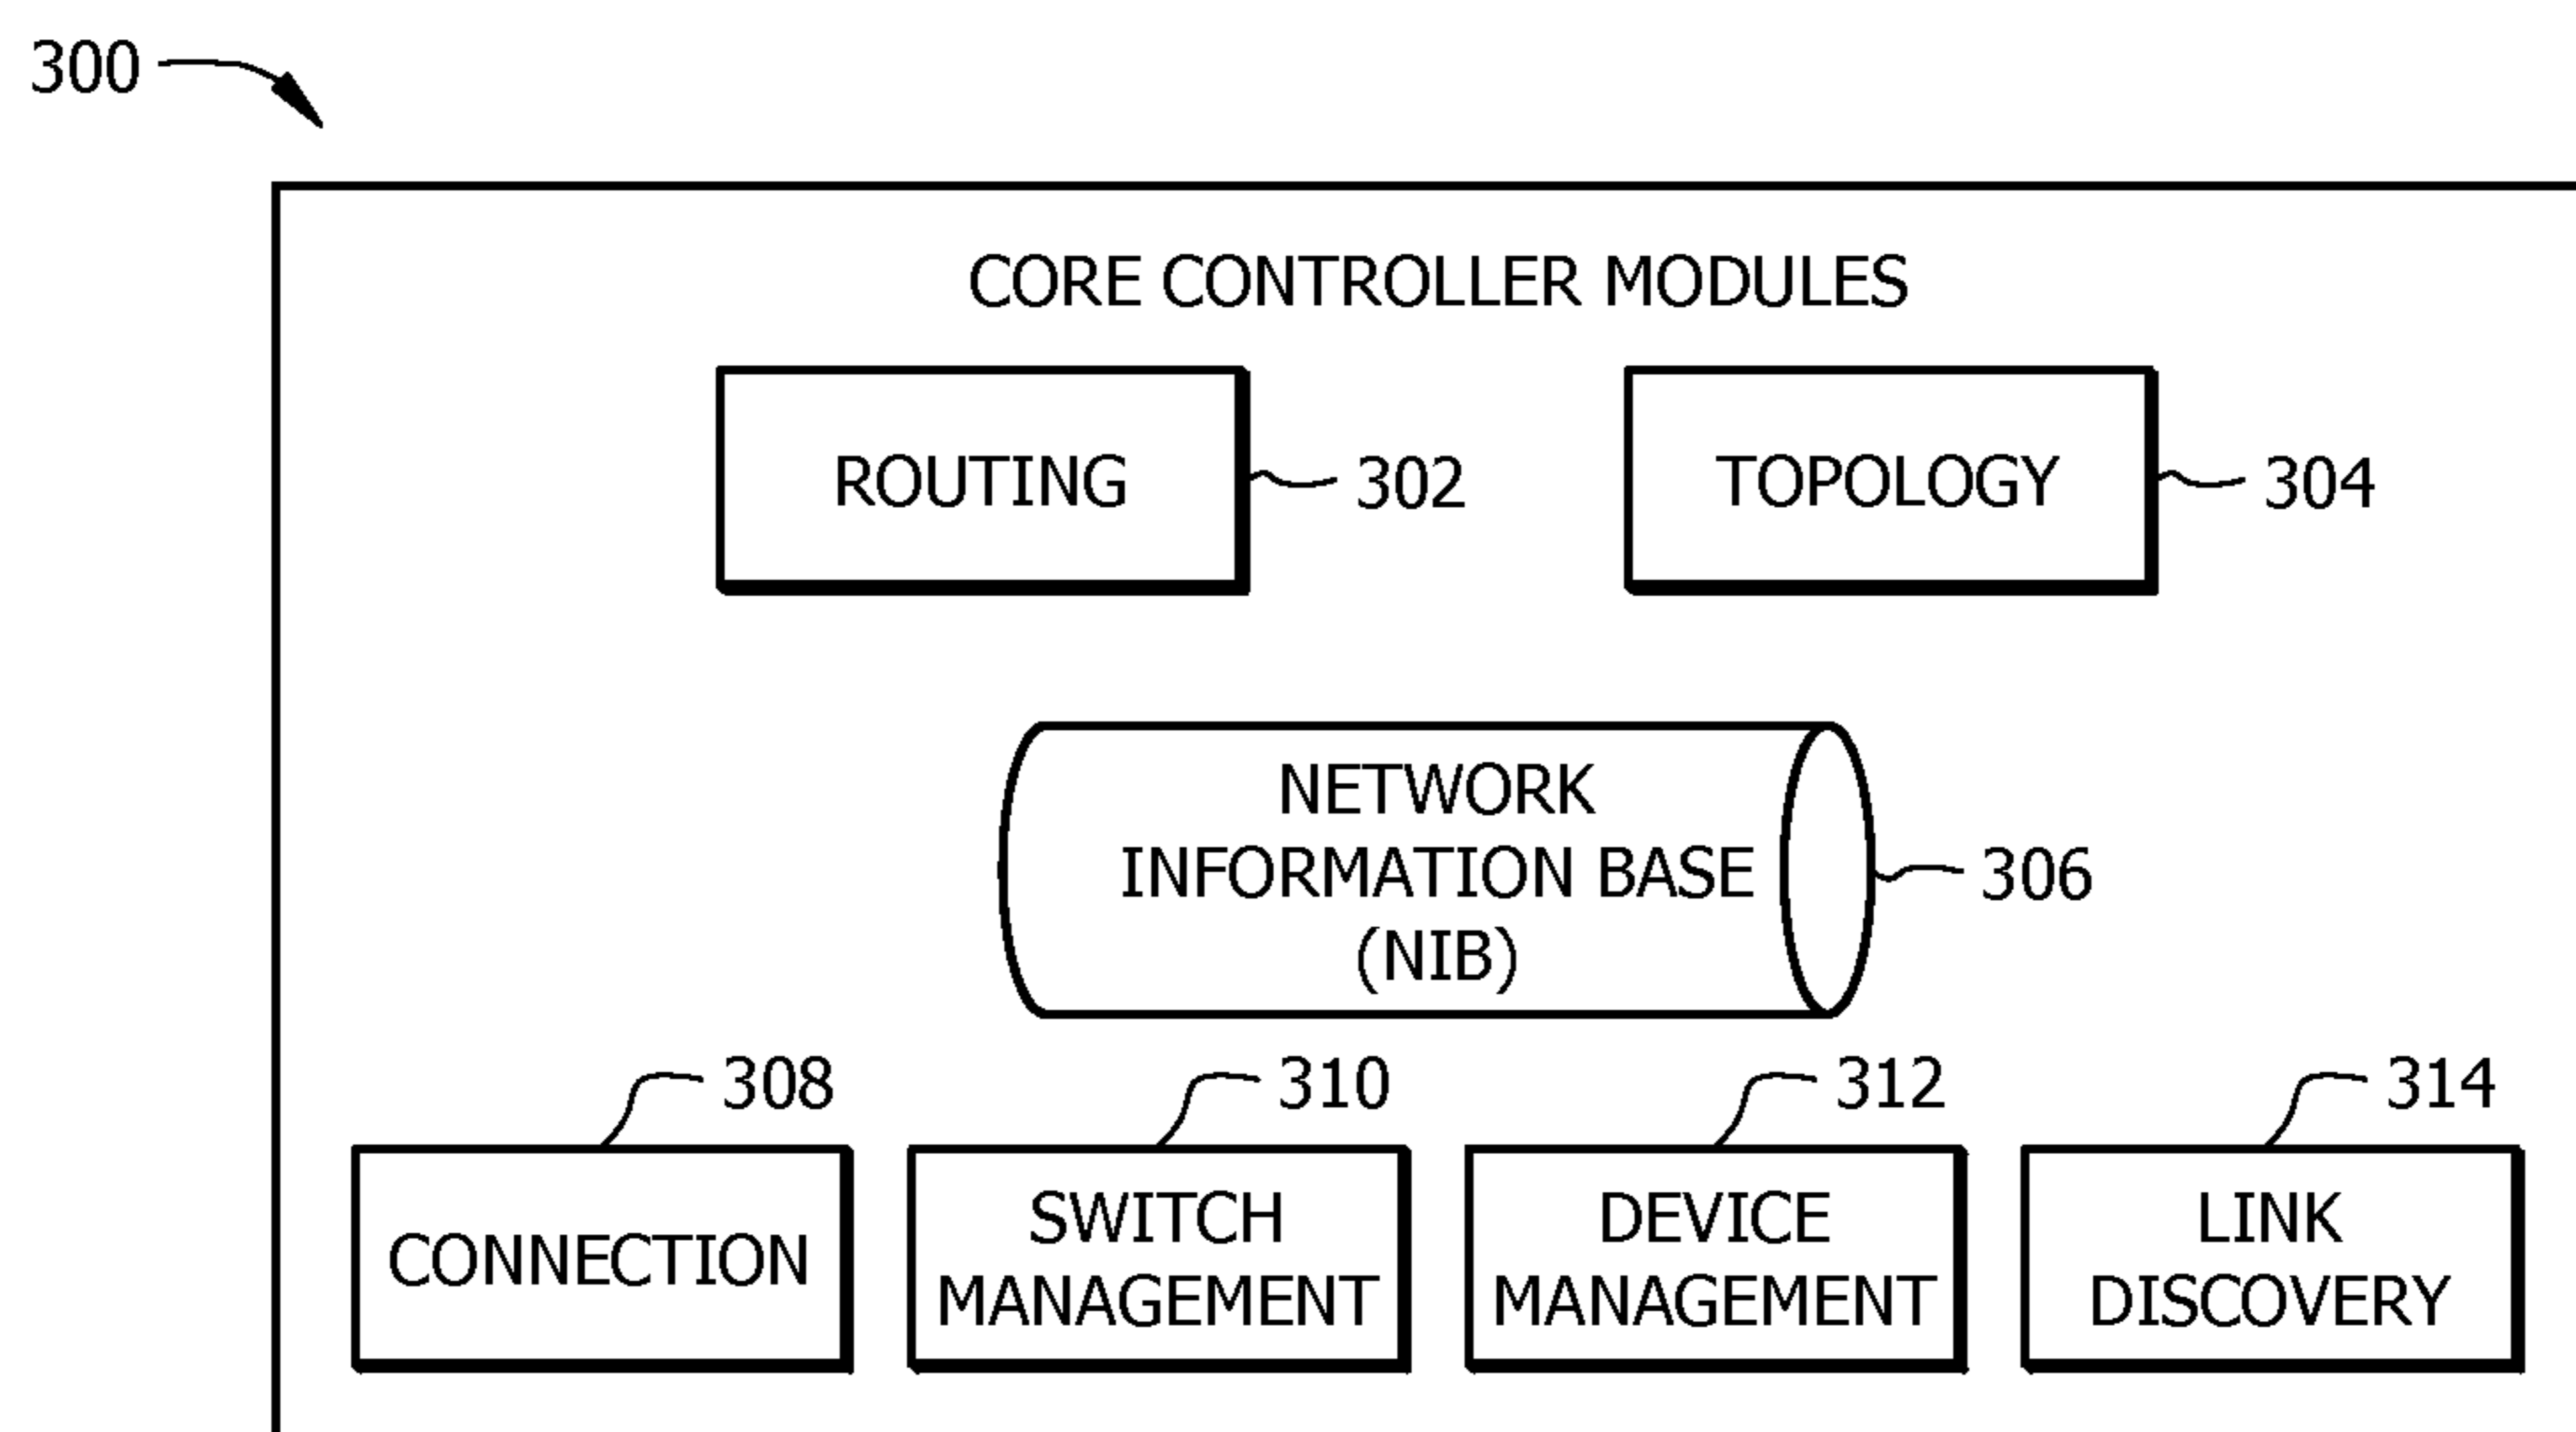 300
CORE CONTROLLER MODULES
ROUTING
302
TOPOLOGY
304
NETWORK
INFORMATION BASE
(NIB)
306
308
310
312
314
CONNECTION
SWITCH
MANAGEMENT
DEVICE
MANAGEMENT
LINK
DISCOVERY